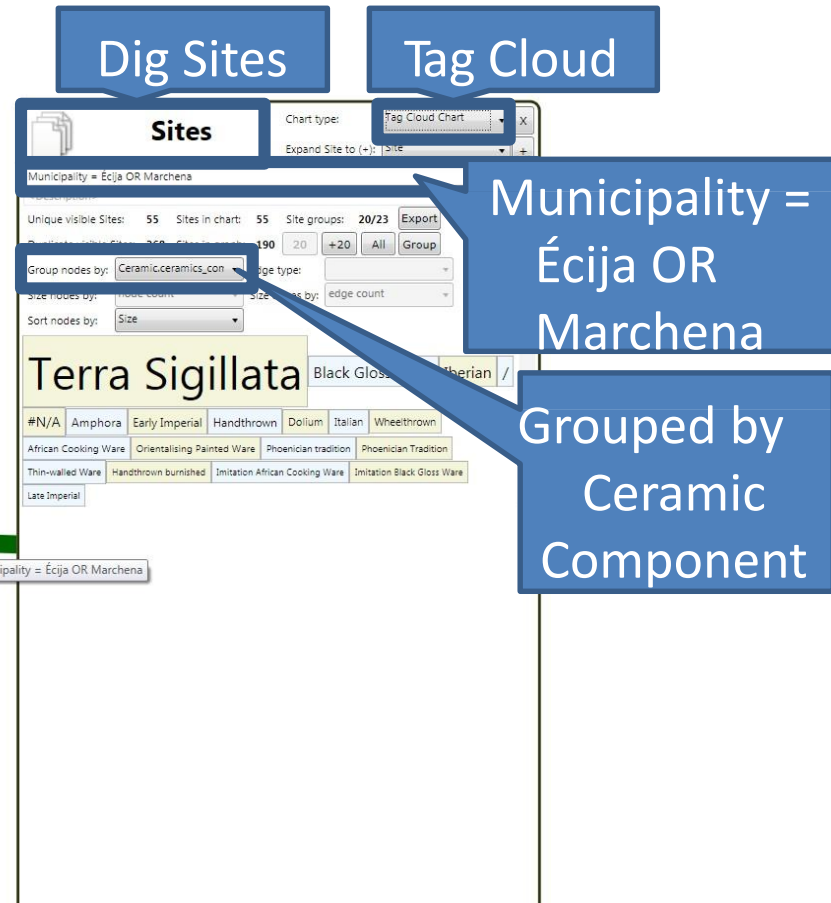 Dig Sites
Tag Cloud
Sites
Chart type:
Tag Cloud Chart
X
Expand Site to (+):
Site
+
Municipality = Écija OR Marchena
Municipality =
Écija OR
Marchena
Unique visible Sites: 55 Sites in chart: 55 Site groups: 20/23 Export
190 20 +20 All Group
Group nodes by: Ceramic.ceramics_con
type:
Size nodes by: node count by: edge count
Sort nodes by: Size
Grouped by
Ceramic
Component
Terra Sigillata Black Gloss Iberian /
#N/A Amphora Early Imperial Handthrown Dolium Italian Wheelthrown
African Cooking Ware Orientalising Painted Ware Phoenician tradition Phoenician Tradition
Thin-walled Ware Handthrown burnished Imitation African Cooking Ware Imitation Black Gloss Ware
Late Imperial
ipality = Écija OR Marchena